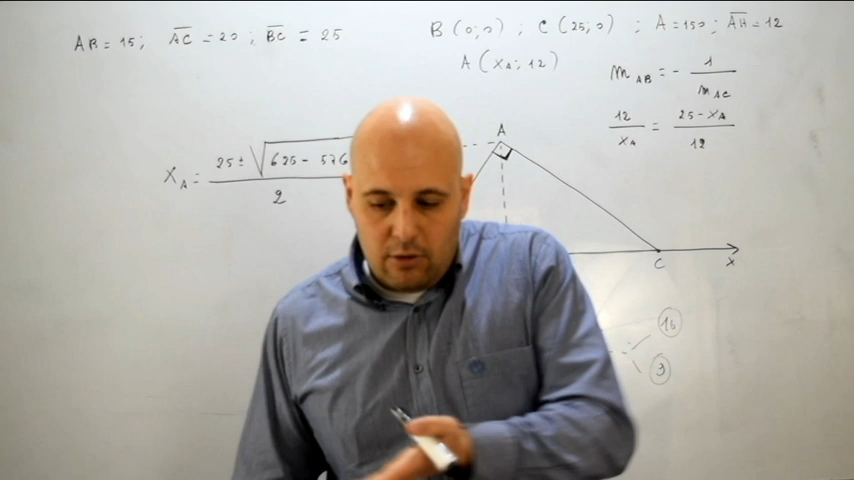 AB = 15; AC = 20; BC = 25
B (0;0) ; C (25;0) ; A = 150 ; AH = 12
A (XA; 12)
mAB = - 1/mAC
12/XA = 25-XA/12
XA = 25 ± √625 - 576/2
A
C
X
16
9